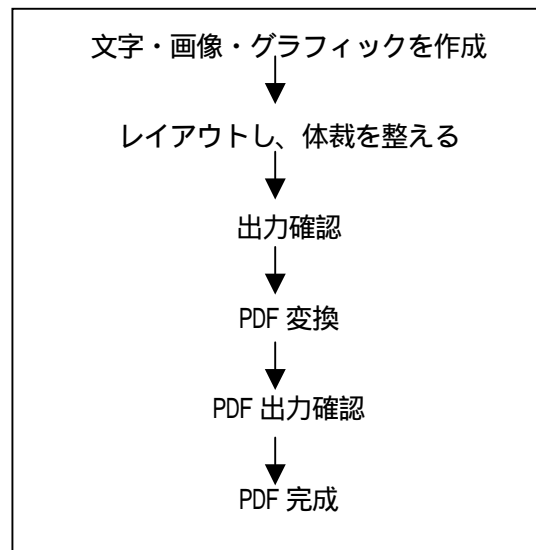 文字・画像・グラフィックを作成
レイアウトし、体裁を整える
出力確認
PDF 変換
PDF 出力確認
PDF 完成